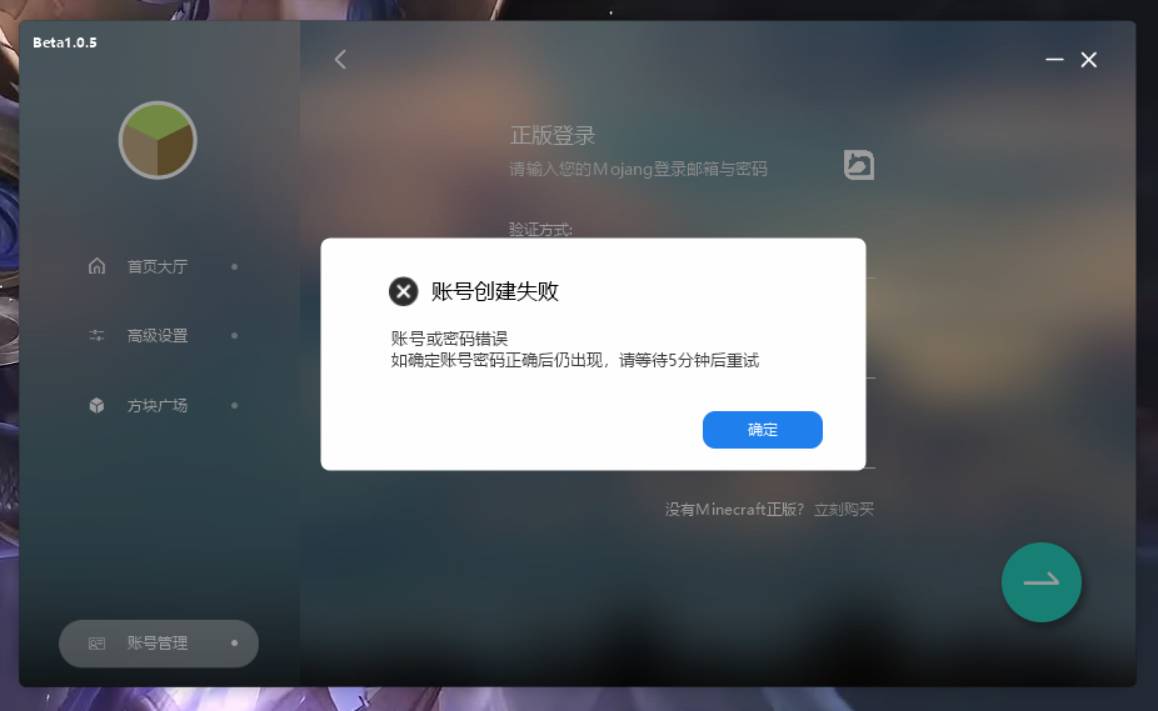 Beta1.0.5
正版登录
请输入您的Mojang登录邮箱与密码
验证方式:
首页大厅
高级设置
方块广场
账号创建失败
账号或密码错误
如确定账号密码正确后仍出现，请等待5分钟后重试
确定
没有Minecraft正版？ 立刻购买
账号管理